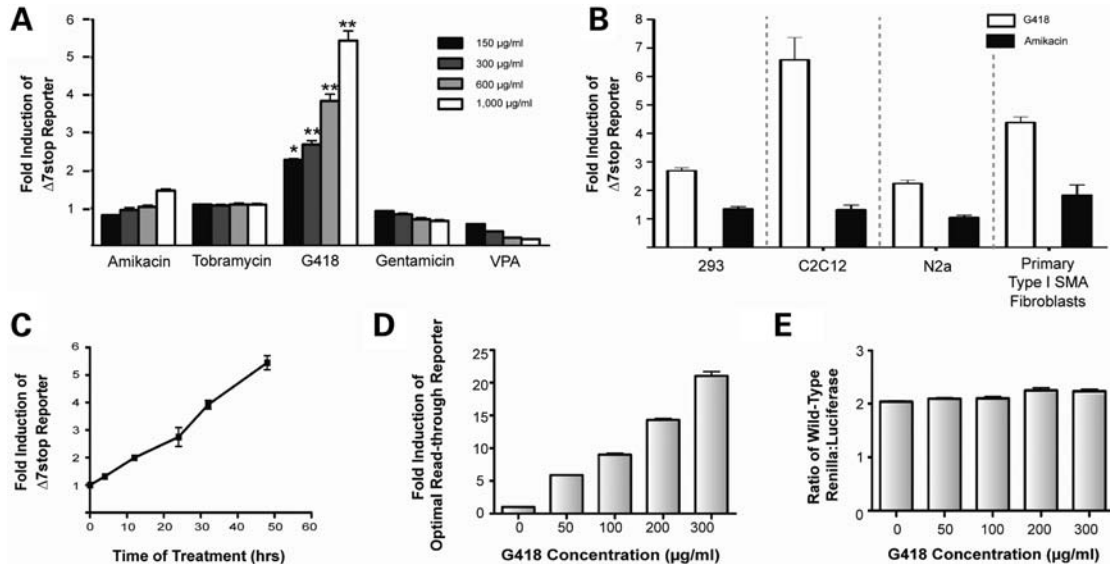 A
Fold Induction of
Δ7stop Reporter
6
5
4
3
2
1
** 
**
**
*
150 µg/ml
300 µg/ml
600 µg/ml
1,000 µg/ml
Amikacin Tobramycin G418 Gentamicin VPA
B
Fold Induction of
Δ7stop Reporter
8
7
6
5
4
3
2
1
G418
Amikacin
293 C2C12 N2a Primary
Type I SMA
Fibroblasts
C
Fold Induction of
Δ7stop Reporter
6
5
4
3
2
1
0 10 20 30 40 50 60
Time of Treatment (hrs)
D
Fold Induction of
Optimal Read-through Reporter
25
20
15
10
5
0
0 50 100 200 300
G418 Concentration (µg/ml)
E
Ratio of Wild-Type
Renilla:Luciferase
3
2
1
0
0 50 100 200 300
G418 Concentration (µg/ml)